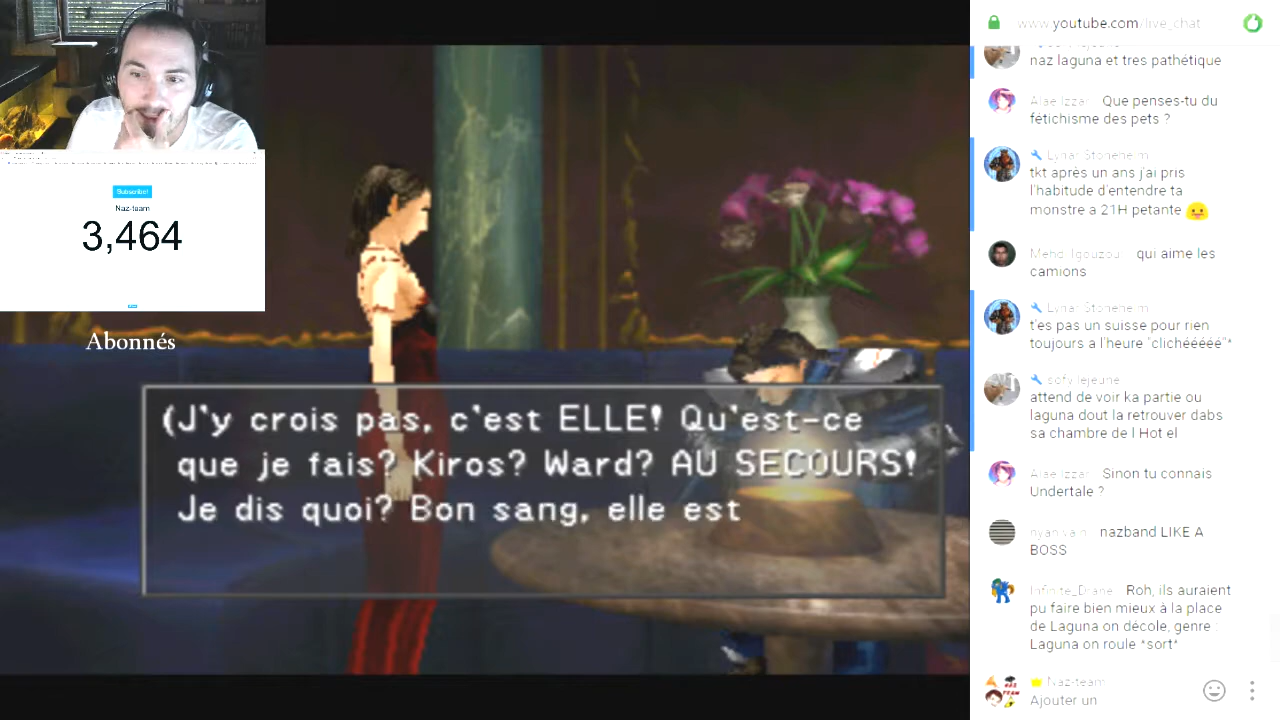 Subscribe!
Naz-team
3,464
Abonnés
(J'y crois pas, c'est ELLE! Qu'est-ce
que je fais? Kiros? Ward? AU SECOURS!
Je dis quoi? Bon sang, elle est
www.youtube.com/live_chat
naz laguna et tres pathétique
Alae Izzar Que penses-tu du
fétichisme des pets ?
Lynar Stoneheim
tkt après un ans j'ai pris
l'habitude d'entendre ta
monstre a 21H petante
qui aime les
camions
Lynar Stoneheim
t'es pas un suisse pour rien
toujours a l'heure "clichééééé"*
sofy lejeune
attend de voir ka partie ou
laguna dout la retrouver dabs
sa chambre de l Hot el
Alae Izzar Sinon tu connais
Undertale ?
nyan vain nazband LIKE A
BOSS
Infinite_Drane Roh, ils auraient
pu faire bien mieux à la place
de Laguna on décole, genre :
Laguna on roule *sort*
Naz-team
Ajouter un